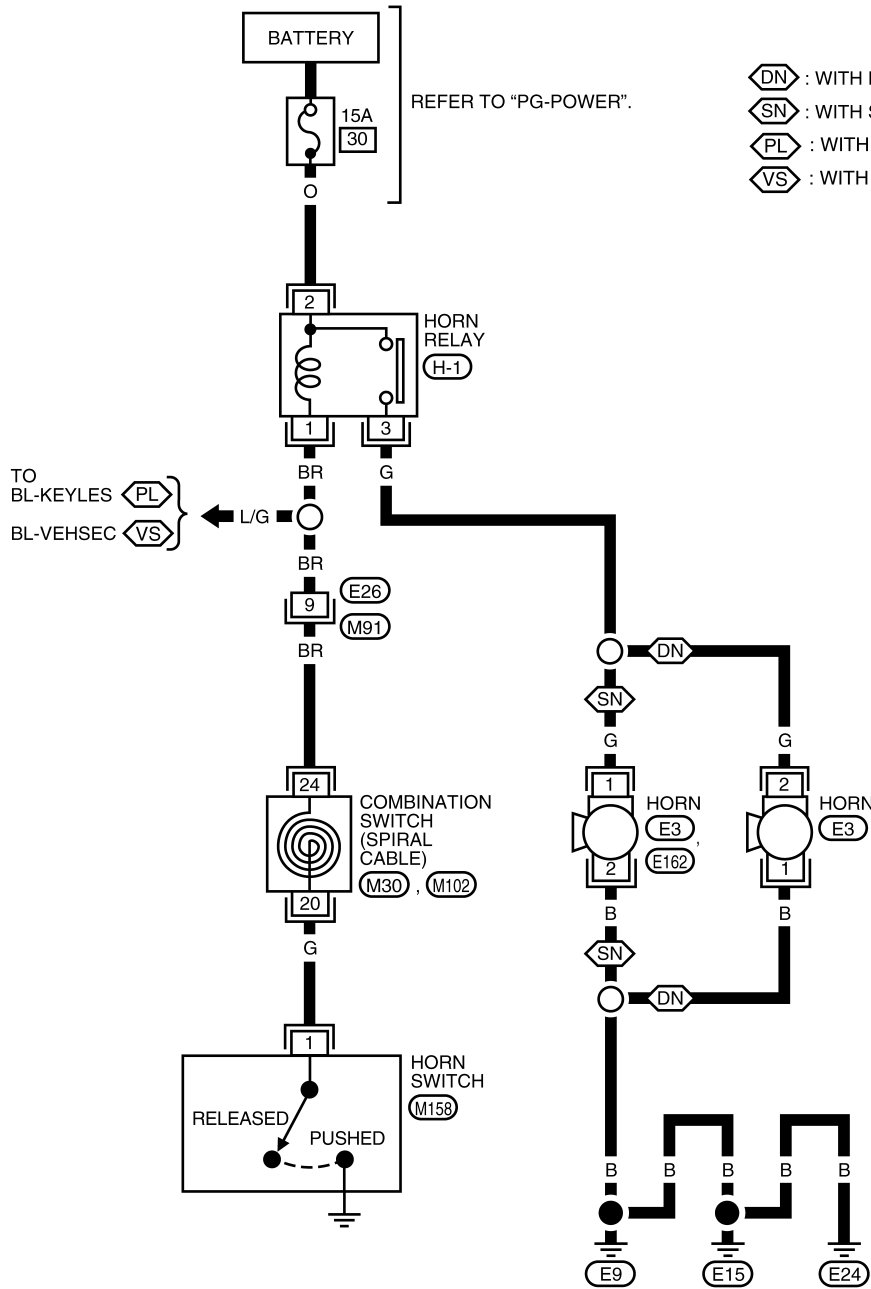 BATTERY
15A
30
REFER TO “PG-POWER”.
DN : WITH
SN : WITH
PL : WITH
VS : WITH
O
2
HORN
RELAY
H-1
1
3
BR
G
TO
BL-KEYLES PL
BL-VEHSEC VS
L/G
BR
9
E26
M91
BR
DN
SN
G
G
24
COMBINATION
SWITCH
(SPIRAL
CABLE)
M30 , M102
20
1
HORN
E3 ,
E162
2
2
HORN
E3
1
G
B
B
SN
DN
1
HORN
SWITCH
M158
RELEASED
PUSHED
B
B
B
B
B
E9
E15
E24